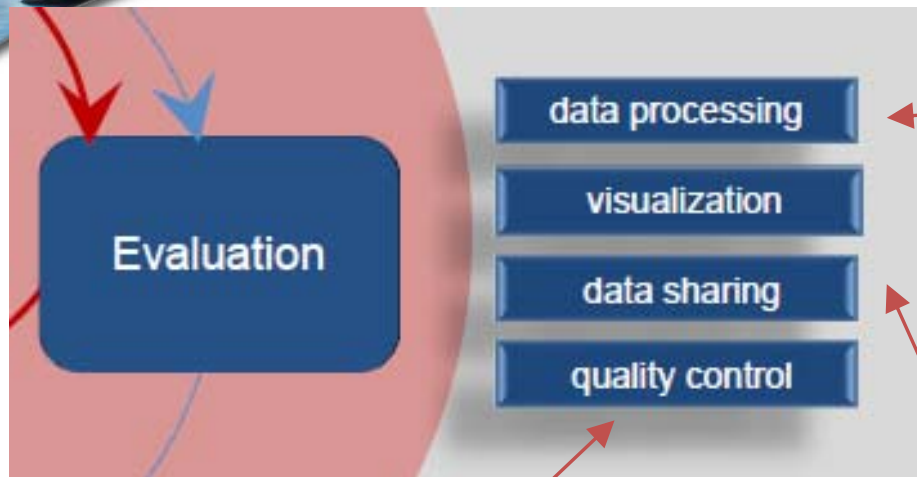 Evaluation
data processing
visualization
data sharing
quality control